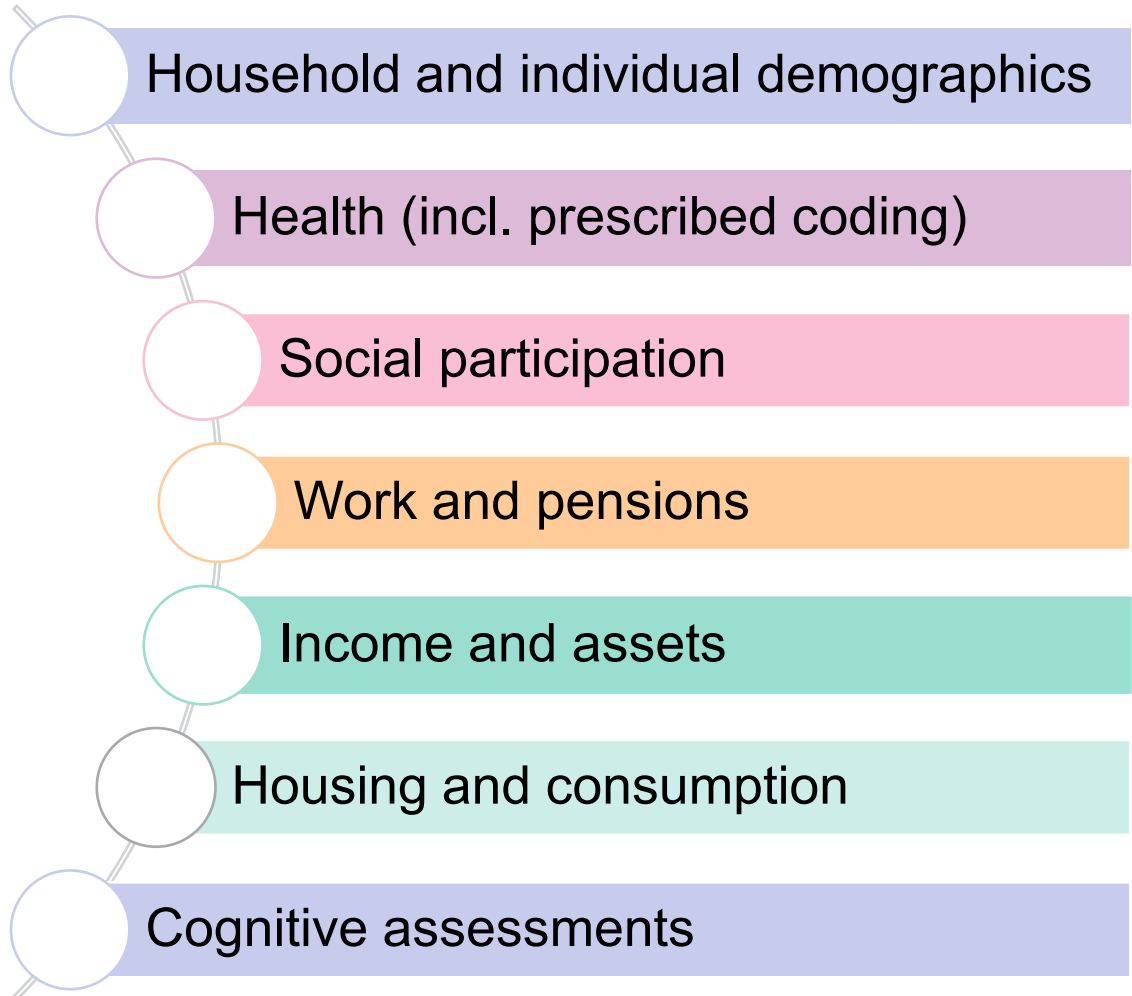 Household and individual demographics
Health (incl. prescribed coding)
Social participation
Work and pensions
Income and assets
Housing and consumption
Cognitive assessments